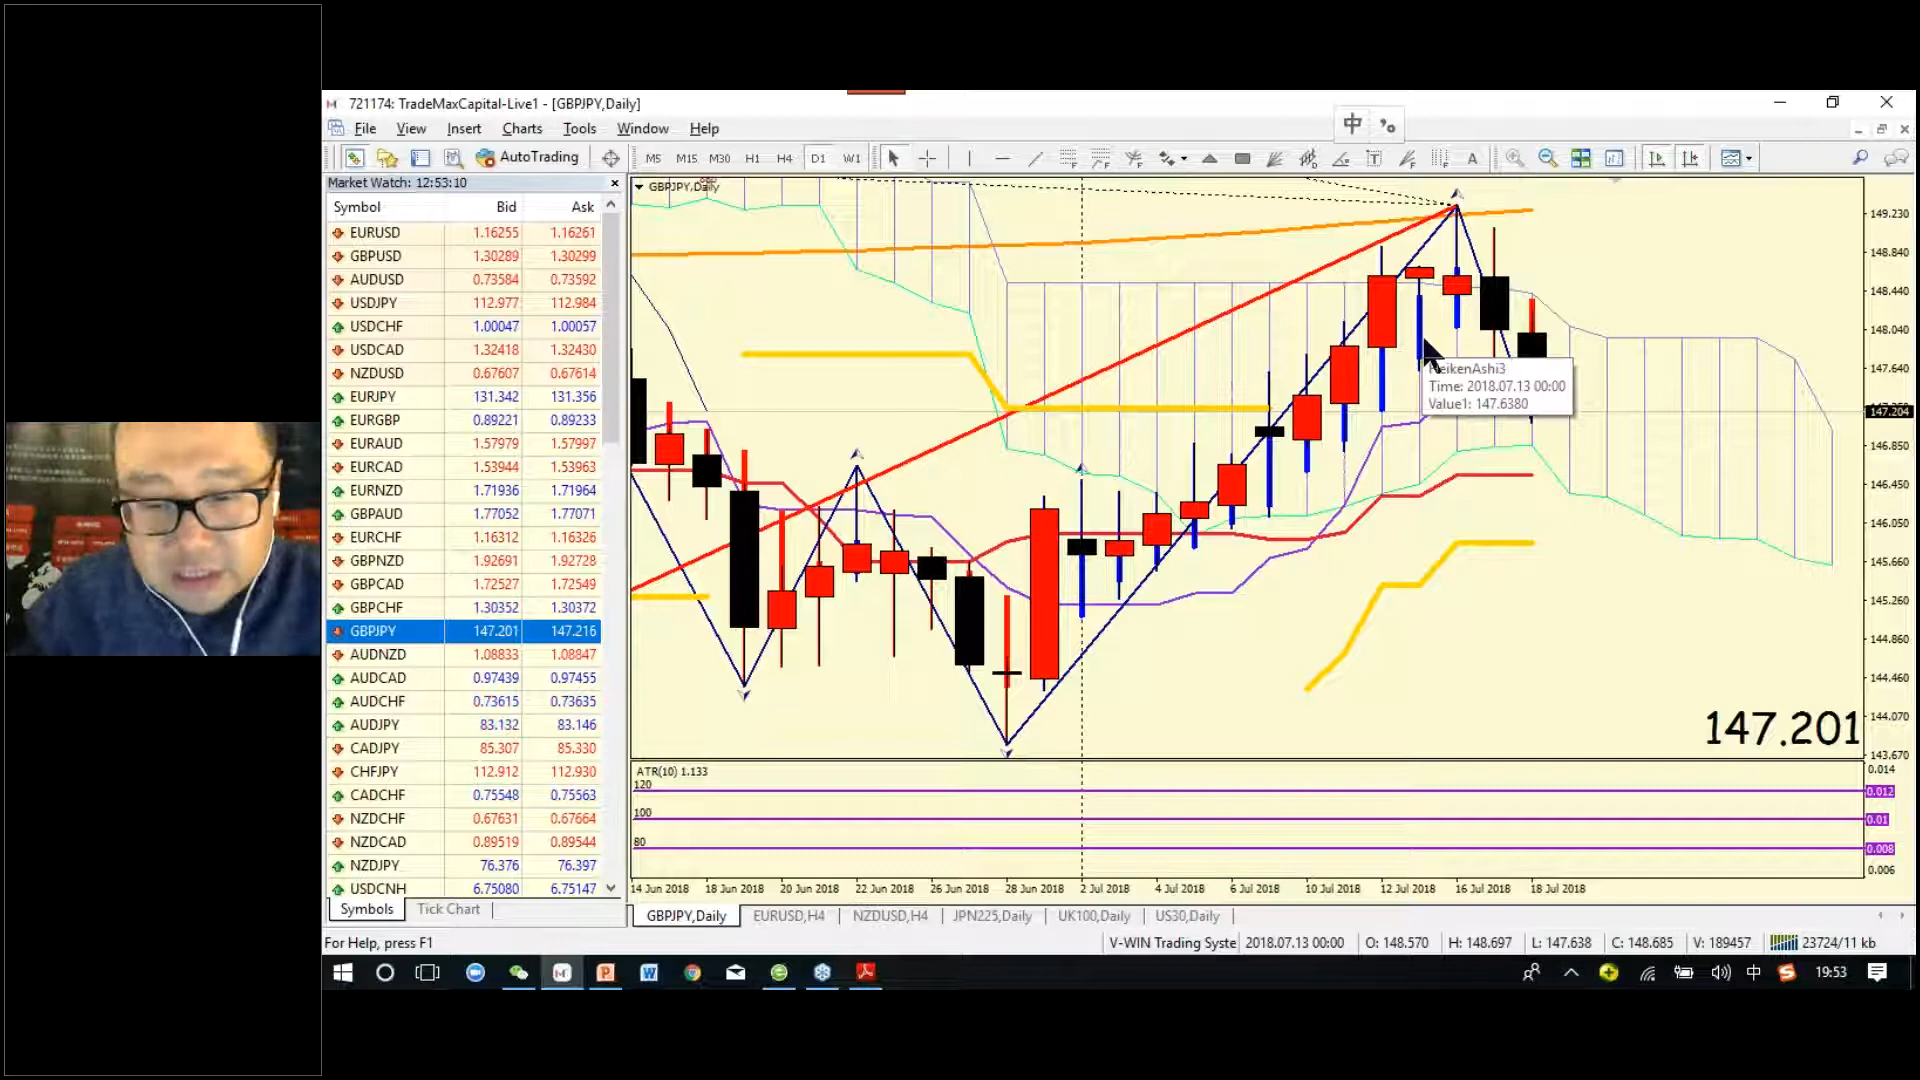 721174: TradeMaxCapital-Live1 - [GBPJPY,Daily]
File View Insert Charts Tools Window Help
中
AutoTrading M5 M15 M30 H1 H4 D1 W1 T A
Market Watch: 12:53:10
Symbol Bid Ask
EURUSD 1.16255 1.16261
GBPUSD 1.30289 1.30299
AUDUSD 0.73584 0.73592
USDJPY 112.977 112.984
USDCHF 1.00047 1.00057
USDCAD 1.32418 1.32430
NZDUSD 0.67607 0.67614
EURJPY 131.342 131.356
EURGBP 0.89221 0.89233
EURAUD 1.57979 1.57997
EURCAD 1.53944 1.53963
EURNZD 1.71936 1.71964
GBPAUD 1.77052 1.77071
EURCHF 1.16312 1.16326
GBPNZD 1.92691 1.92728
GBPCAD 1.72527 1.72549
GBPCHF 1.30352 1.30372
GBPJPY 147.201 147.216
AUDNZD 1.08833 1.08847
AUDCAD 0.97439 0.97455
AUDCHF 0.73615 0.73635
AUDJPY 83.132 83.146
CADJPY 85.307 85.330
CHFJPY 112.912 112.930
CADCHF 0.75548 0.75563
NZDCHF 0.67631 0.67664
NZDCAD 0.89519 0.89544
NZDJPY 76.376 76.397
USDCNH 6.75080 6.75147
Symbols Tick Chart
GBPJPY,Daily
149.230
148.840
148.440
148.040
147.640
147.204
146.850
146.450
146.050
145.660
145.260
144.860
144.460
144.070
143.670
HeikenAshi3
Time: 2018.07.13 00:00
Value1: 147.6380
147.201
ATR(10) 1.133
120
100
80
0.014
0.012
0.01
0.008
0.006
14 Jun 2018 18 Jun 2018 20 Jun 2018 22 Jun 2018 26 Jun 2018 28 Jun 2018 2 Jul 2018 4 Jul 2018 6 Jul 2018 10 Jul 2018 12 Jul 2018 16 Jul 2018 18 Jul 2018
GBPJPY,Daily EURUSD,H4 NZDUSD,H4 JPN225,Daily UK100,Daily US30,Daily
For Help, press F1 V-WIN Trading Syste 2018.07.13 00:00 O: 148.570 H: 148.697 L: 147.638 C: 148.685 V: 189457 23724/11 kb
中 19:53